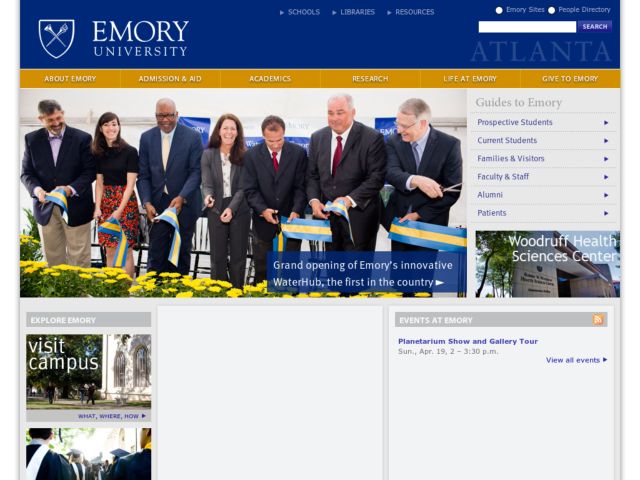 SCHOOLS
LIBRARIES
RESOURCES
Emory Sites
People Directory
SEARCH
EMORY
UNIVERSITY
ATLANTA
ABOUT EMORY
ADMISSION & AID
ACADEMICS
RESEARCH
LIFE AT EMORY
GIVE TO EMORY
Grand opening of Emory's innovative
WaterHub, the first in the country
Guides to Emory
Prospective Students
Current Students
Families & Visitors
Faculty & Staff
Alumni
Patients
Woodruff Health
Sciences Center
EXPLORE EMORY
visit
campus
WHAT, WHERE, HOW
EVENTS AT EMORY
Planetarium Show and Gallery Tour
Sun., Apr. 19, 2 – 3:30 p.m.
View all events